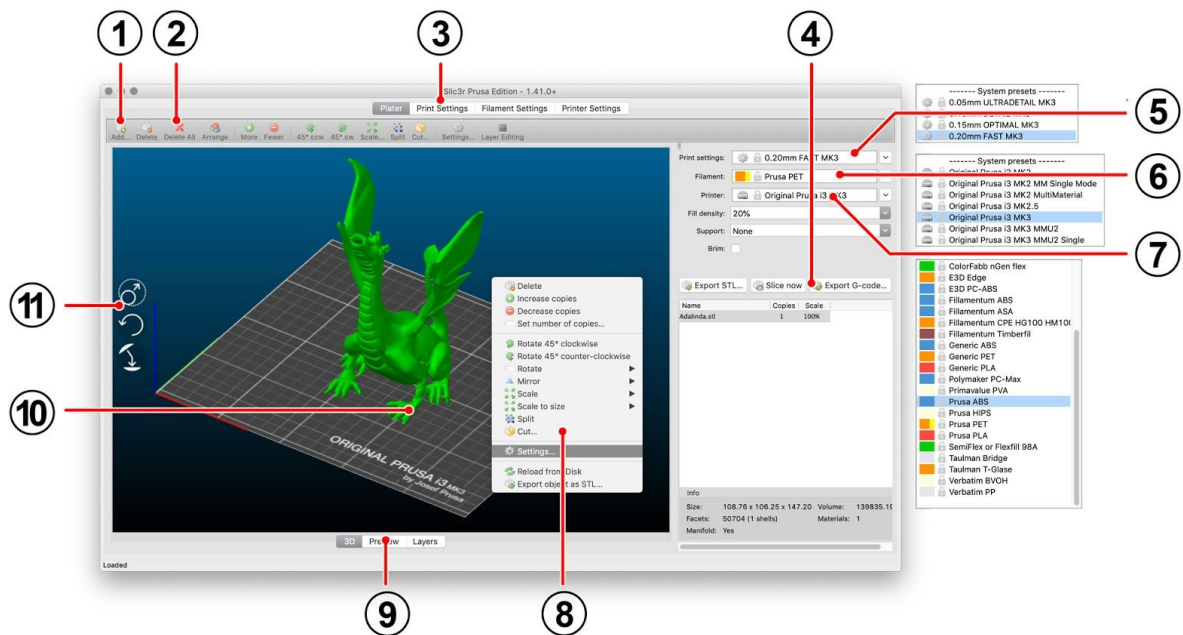 1
2
3
4
Slic3r Prusa Edition - 1.41.0+
Plater Print Settings Filament Settings Printer Settings
Add... Delete Delete All Arrange More Fewer 45° ccw 45° cw Scale... Split Cut... Settings... Layer Editing
Print settings: 0.20mm FAST MK3
Filament: Prusa PET
Printer: Original Prusa i3 MK3
Fill density: 20%
Support: None
Brim:
Export STL... Slice now Export G-code...
Name Copies Scale
Adalinda.stl 1 100%
Delete
Increase copies
Decrease copies
Set number of copies...
Rotate 45° clockwise
Rotate 45° counter-clockwise
Rotate
Mirror
Scale
Scale to size
Split
Cut...
Settings...
Reload from Disk
Export object as STL...
ORIGINAL PRUSA i3 MK3
by Josef Prusa
Info
Size: 108.76 x 106.25 x 147.20 Volume: 139835.19
Facets: 50704 (1 shells) Materials: 1
Manifold: Yes
3D Preview Layers
Loaded
------- System presets -------
0.05mm ULTRADETAIL MK3
0.15mm OPTIMAL MK3
0.20mm FAST MK3
5
------- System presets -------
Original Prusa i3 MK2
Original Prusa i3 MK2 MM Single Mode
Original Prusa i3 MK2 MultiMaterial
Original Prusa i3 MK2.5
Original Prusa i3 MK3
Original Prusa i3 MK3 MMU2
Original Prusa i3 MK3 MMU2 Single
6
7
ColorFabb nGen flex
E3D Edge
E3D PC-ABS
Fillamentum ABS
Fillamentum ASA
Fillamentum CPE HG100 HM100
Fillamentum Timberfil
Generic ABS
Generic PET
Generic PLA
Polymaker PC-Max
Primavalue PVA
Prusa ABS
Prusa HIPS
Prusa PET
Prusa PLA
SemiFlex or Flexfill 98A
Taulman Bridge
Taulman T-Glase
Verbatim BVOH
Verbatim PP
11
10
9
8